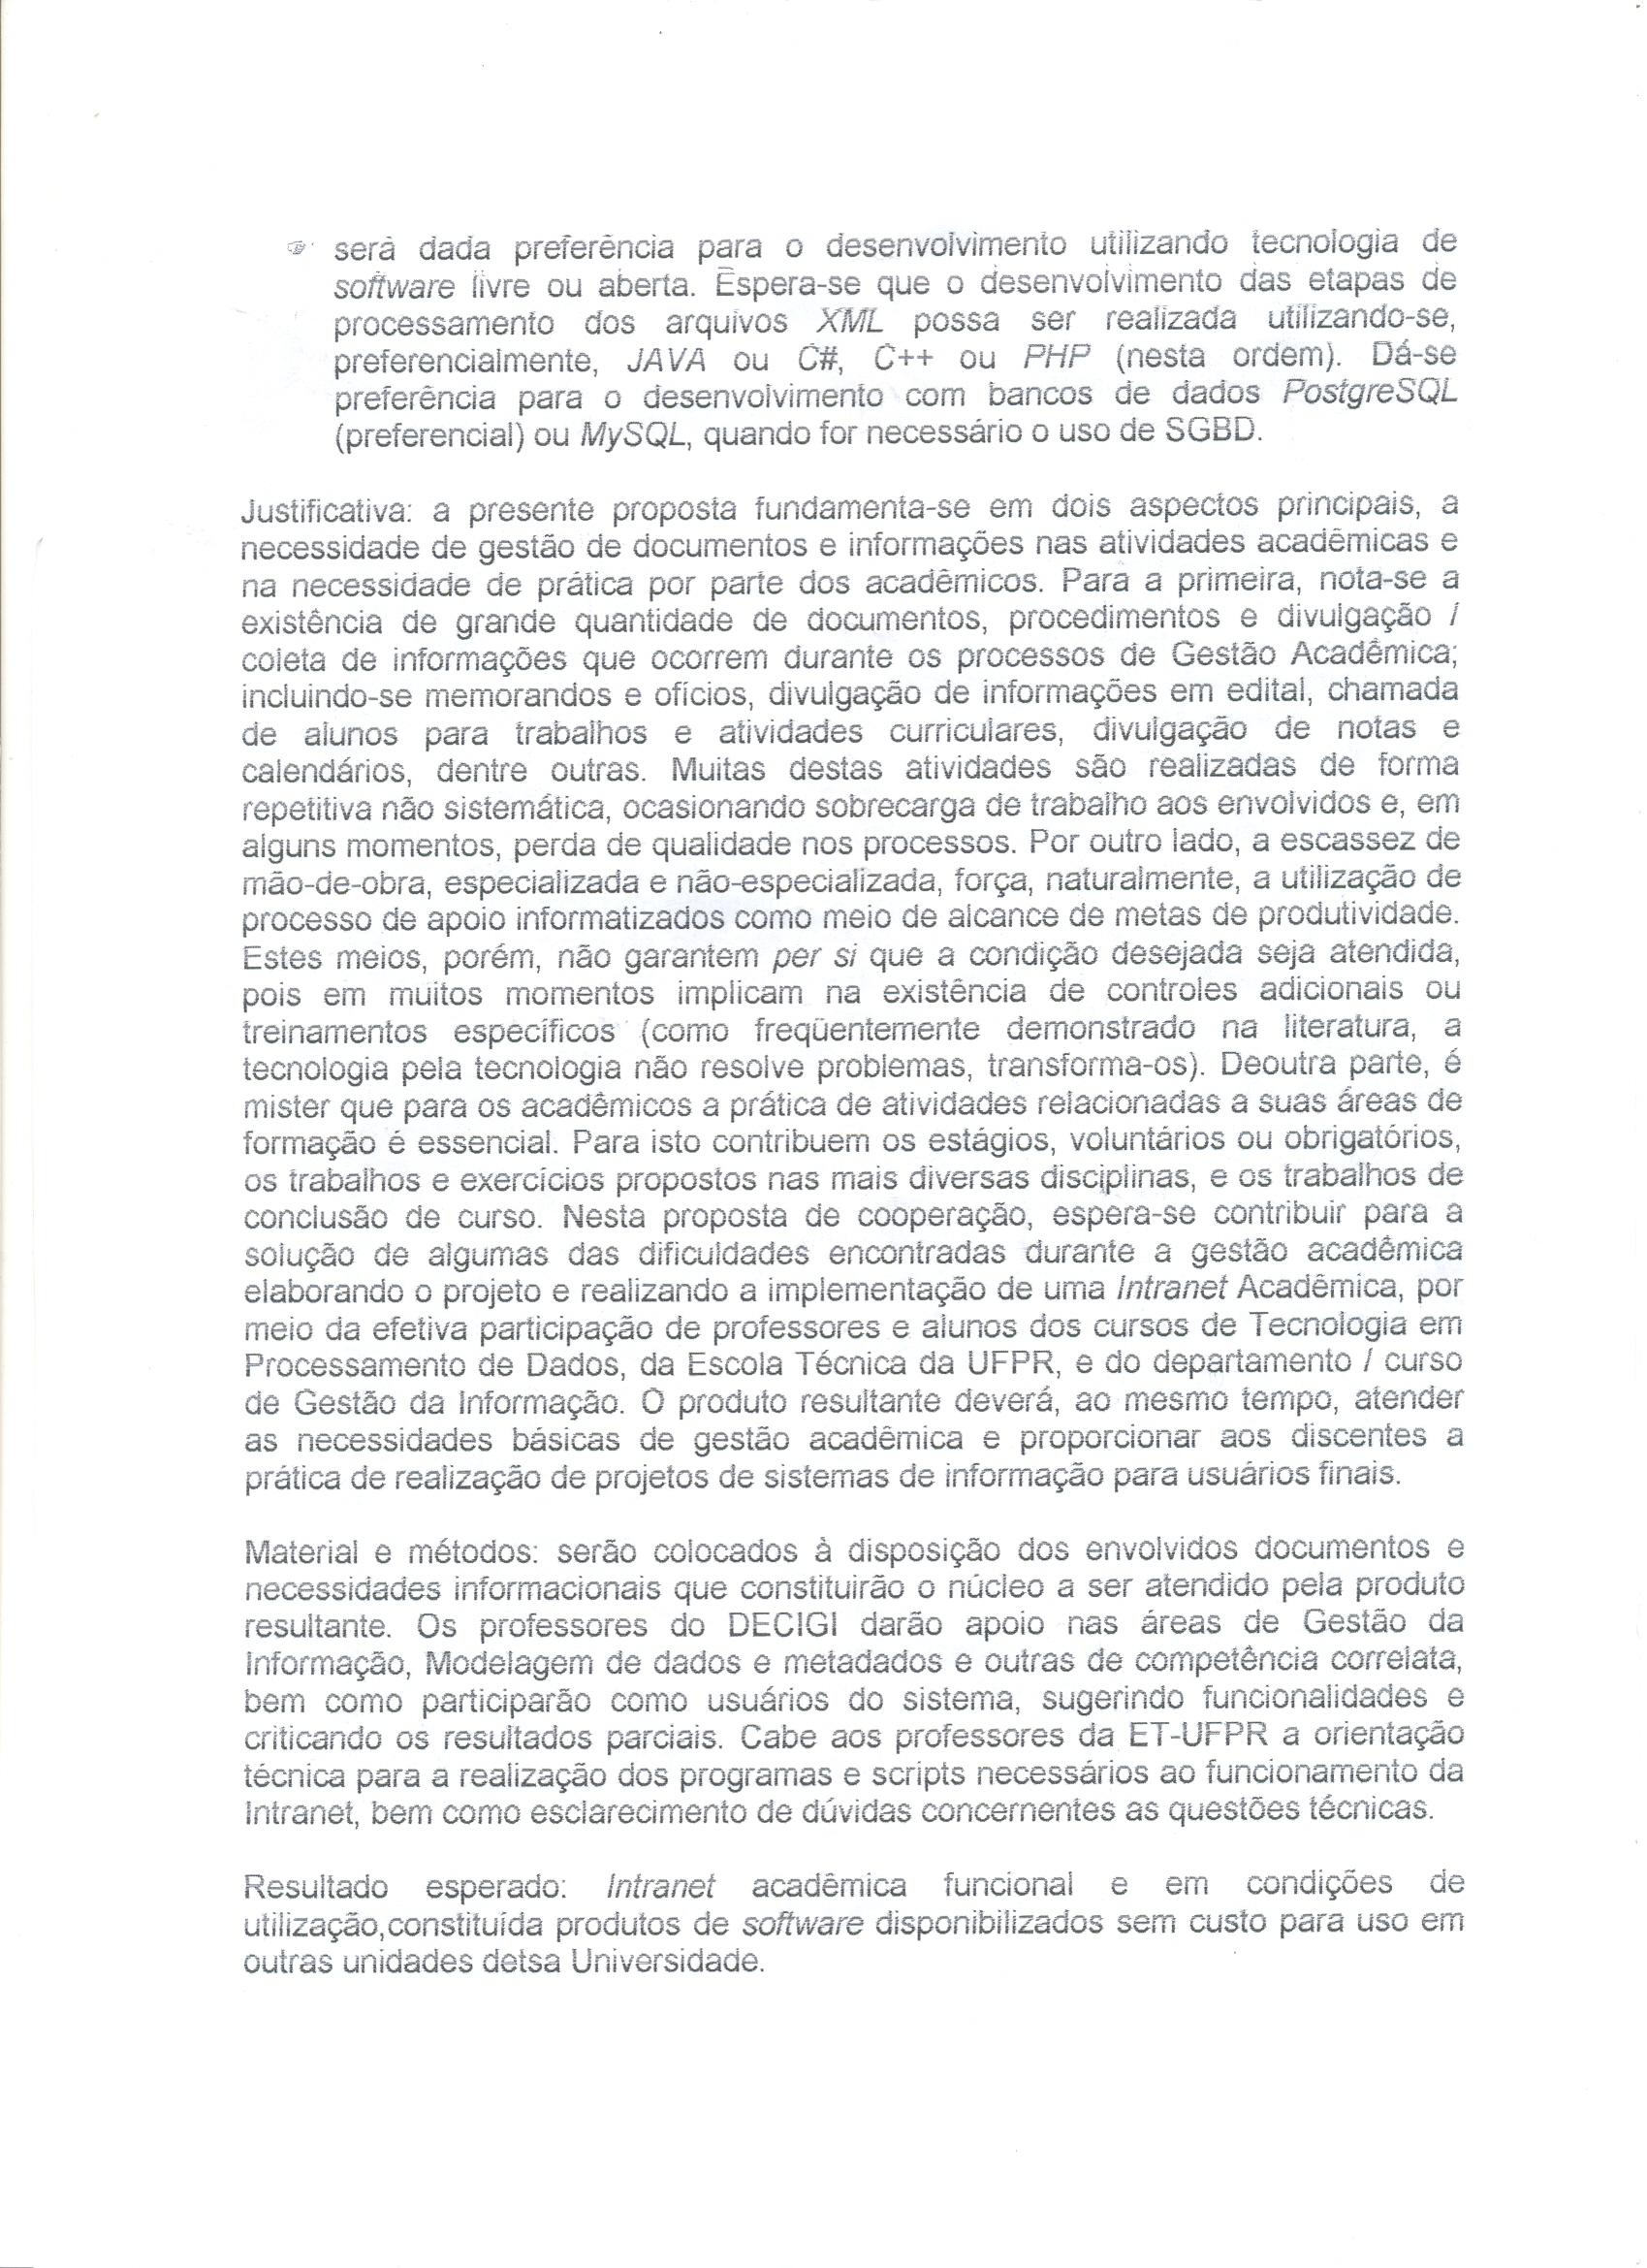 ☞ será dada preferência para o desenvolvimento utilizando tecnologia de
software livre ou aberta. Espera-se que o desenvolvimento das etapas de
processamento dos arquivos XML possa ser realizada utilizando-se,
preferencialmente, JAVA ou C#, C++ ou PHP (nesta ordem). Dá-se
preferência para o desenvolvimento com bancos de dados PostgreSQL
(preferencial) ou MySQL, quando for necessário o uso de SGBD.
Justificativa: a presente proposta fundamenta-se em dois aspectos principais, a
necessidade de gestão de documentos e informações nas atividades acadêmicas e
na necessidade de prática por parte dos acadêmicos. Para a primeira, nota-se a
existência de grande quantidade de documentos, procedimentos e divulgação /
coleta de informações que ocorrem durante os processos de Gestão Acadêmica;
incluindo-se memorandos e ofícios, divulgação de informações em edital, chamada
de alunos para trabalhos e atividades curriculares, divulgação de notas e
calendários, dentre outras. Muitas destas atividades são realizadas de forma
repetitiva não sistemática, ocasionando sobrecarga de trabalho aos envolvidos e, em
alguns momentos, perda de qualidade nos processos. Por outro lado, a escassez de
mão-de-obra, especializada e não-especializada, força, naturalmente, a utilização de
processo de apoio informatizados como meio de alcance de metas de produtividade.
Estes meios, porém, não garantem per si que a condição desejada seja atendida,
pois em muitos momentos implicam na existência de controles adicionais ou
treinamentos específicos (como freqüentemente demonstrado na literatura, a
tecnologia pela tecnologia não resolve problemas, transforma-os). Deoutra parte, é
mister que para os acadêmicos a prática de atividades relacionadas a suas áreas de
formação é essencial. Para isto contribuem os estágios, voluntários ou obrigatórios,
os trabalhos e exercícios propostos nas mais diversas disciplinas, e os trabalhos de
conclusão de curso. Nesta proposta de cooperação, espera-se contribuir para a
solução de algumas das dificuldades encontradas durante a gestão acadêmica
elaborando o projeto e realizando a implementação de uma Intranet Acadêmica, por
meio da efetiva participação de professores e alunos dos cursos de Tecnologia em
Processamento de Dados, da Escola Técnica da UFPR, e do departamento / curso
de Gestão da Informação. O produto resultante deverá, ao mesmo tempo, atender
as necessidades básicas de gestão acadêmica e proporcionar aos discentes a
prática de realização de projetos de sistemas de informação para usuários finais.
Material e métodos: serão colocados à disposição dos envolvidos documentos e
necessidades informacionais que constituirão o núcleo a ser atendido pela produto
resultante. Os professores do DECIGI darão apoio nas áreas de Gestão da
Informação, Modelagem de dados e metadados e outras de competência correlata,
bem como participarão como usuários do sistema, sugerindo funcionalidades e
criticando os resultados parciais. Cabe aos professores da ET-UFPR a orientação
técnica para a realização dos programas e scripts necessários ao funcionamento da
Intranet, bem como esclarecimento de dúvidas concernentes as questões técnicas.
Resultado esperado: Intranet acadêmica funcional e em condições de
utilização,constituída produtos de software disponibilizados sem custo para uso em
outras unidades detsa Universidade.